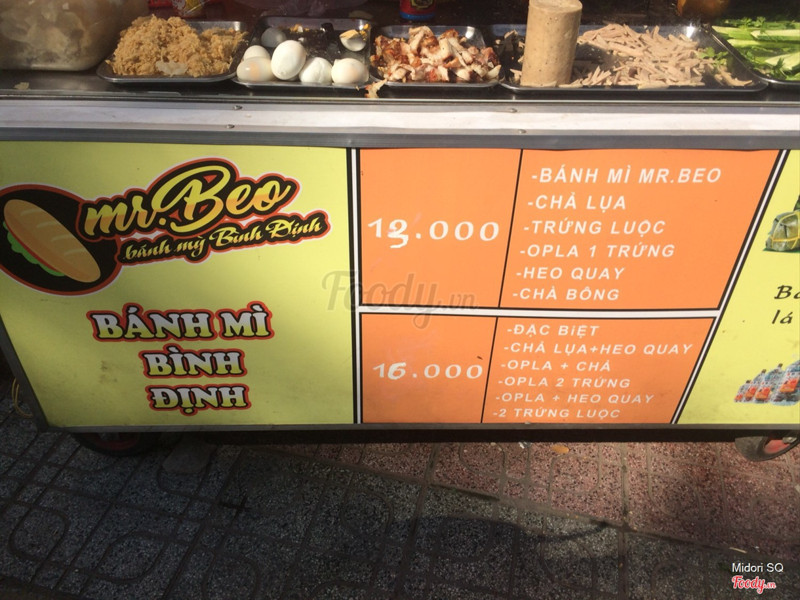 mr.Beo
bánh mỳ Bình Định
BÁNH MÌ
BÌNH
ĐỊNH
.000
-BÁNH MÌ MR.BEO
-CHẢ LỤA
-TRỨNG LUỘC
-OPLA 1 TRỨNG
-HEO QUAY
-CHÀ BÔNG
.000
-ĐẶC BIỆT
-CHẢ LỤA+HEO QUAY
-OPLA + CHẢ
-OPLA 2 TRỨNG
-OPLA + HEO QUAY
-2 TRỨNG LUỘC
lá
Foody.vn
Midori SQ
Foody.vn